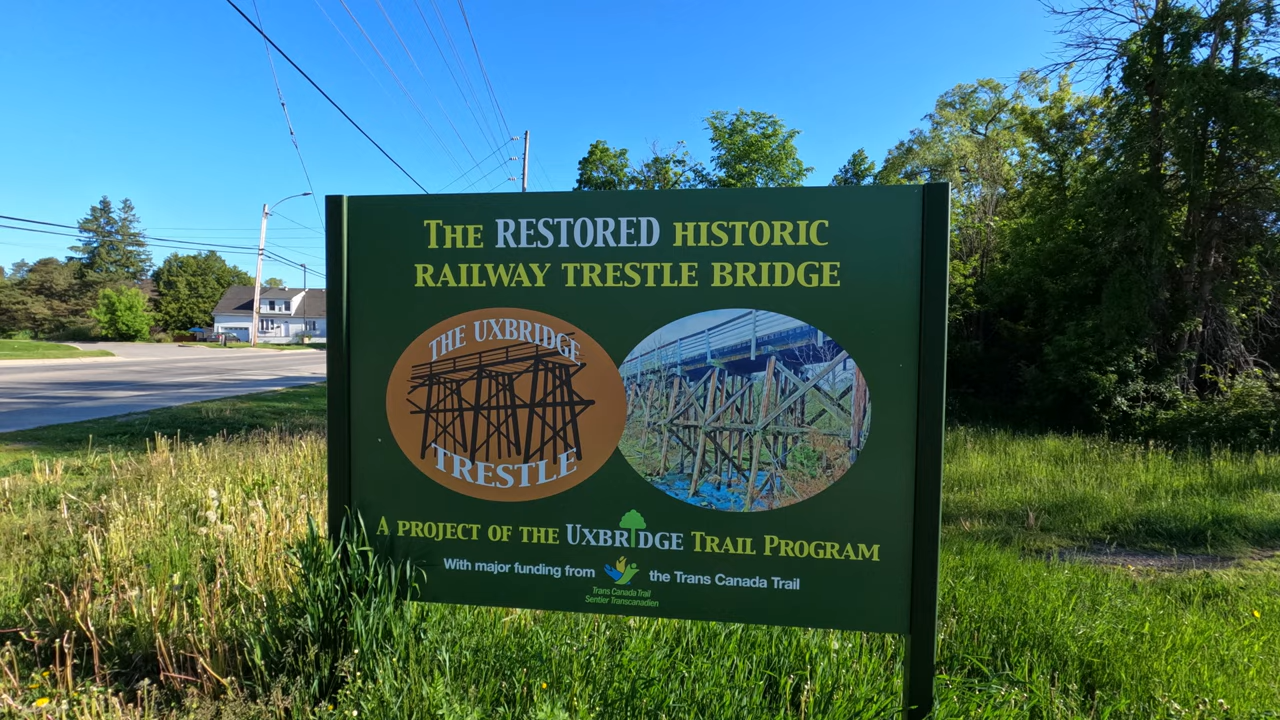 The RESTORED HISTORIC
RAILWAY TRESTLE BRIDGE
THE UXBRIDGE
TRESTLE
A PROJECT OF THE UXBRIDGE TRAIL PROGRAM
With major funding from the Trans Canada Trail
Trans Canada Trail
Sentier Transcanadien